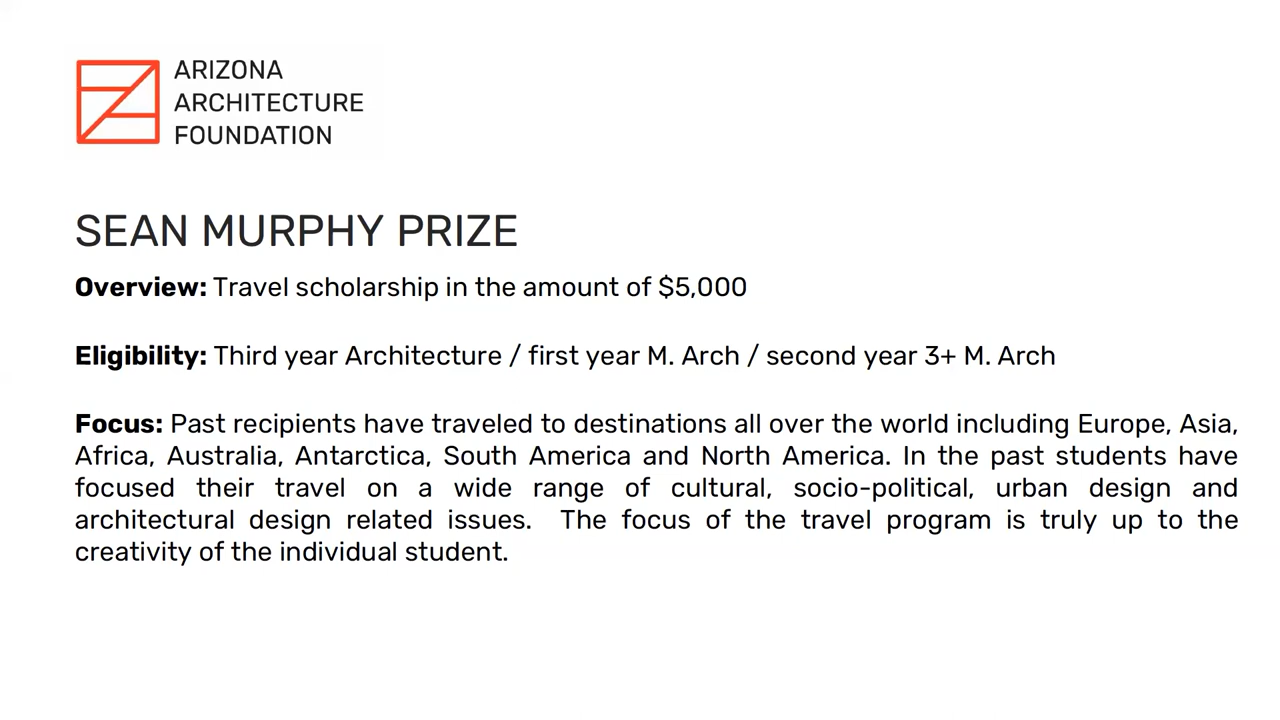 ARIZONA
ARCHITECTURE
FOUNDATION
SEAN MURPHY PRIZE
Overview: Travel scholarship in the amount of $5,000
Eligibility: Third year Architecture / first year M. Arch / second year 3+ M. Arch
Focus: Past recipients have traveled to destinations all over the world including Europe, Asia,
Africa, Australia, Antarctica, South America and North America. In the past students have
focused their travel on a wide range of cultural, socio-political, urban design and
architectural design related issues.  The focus of the travel program is truly up to the
creativity of the individual student.